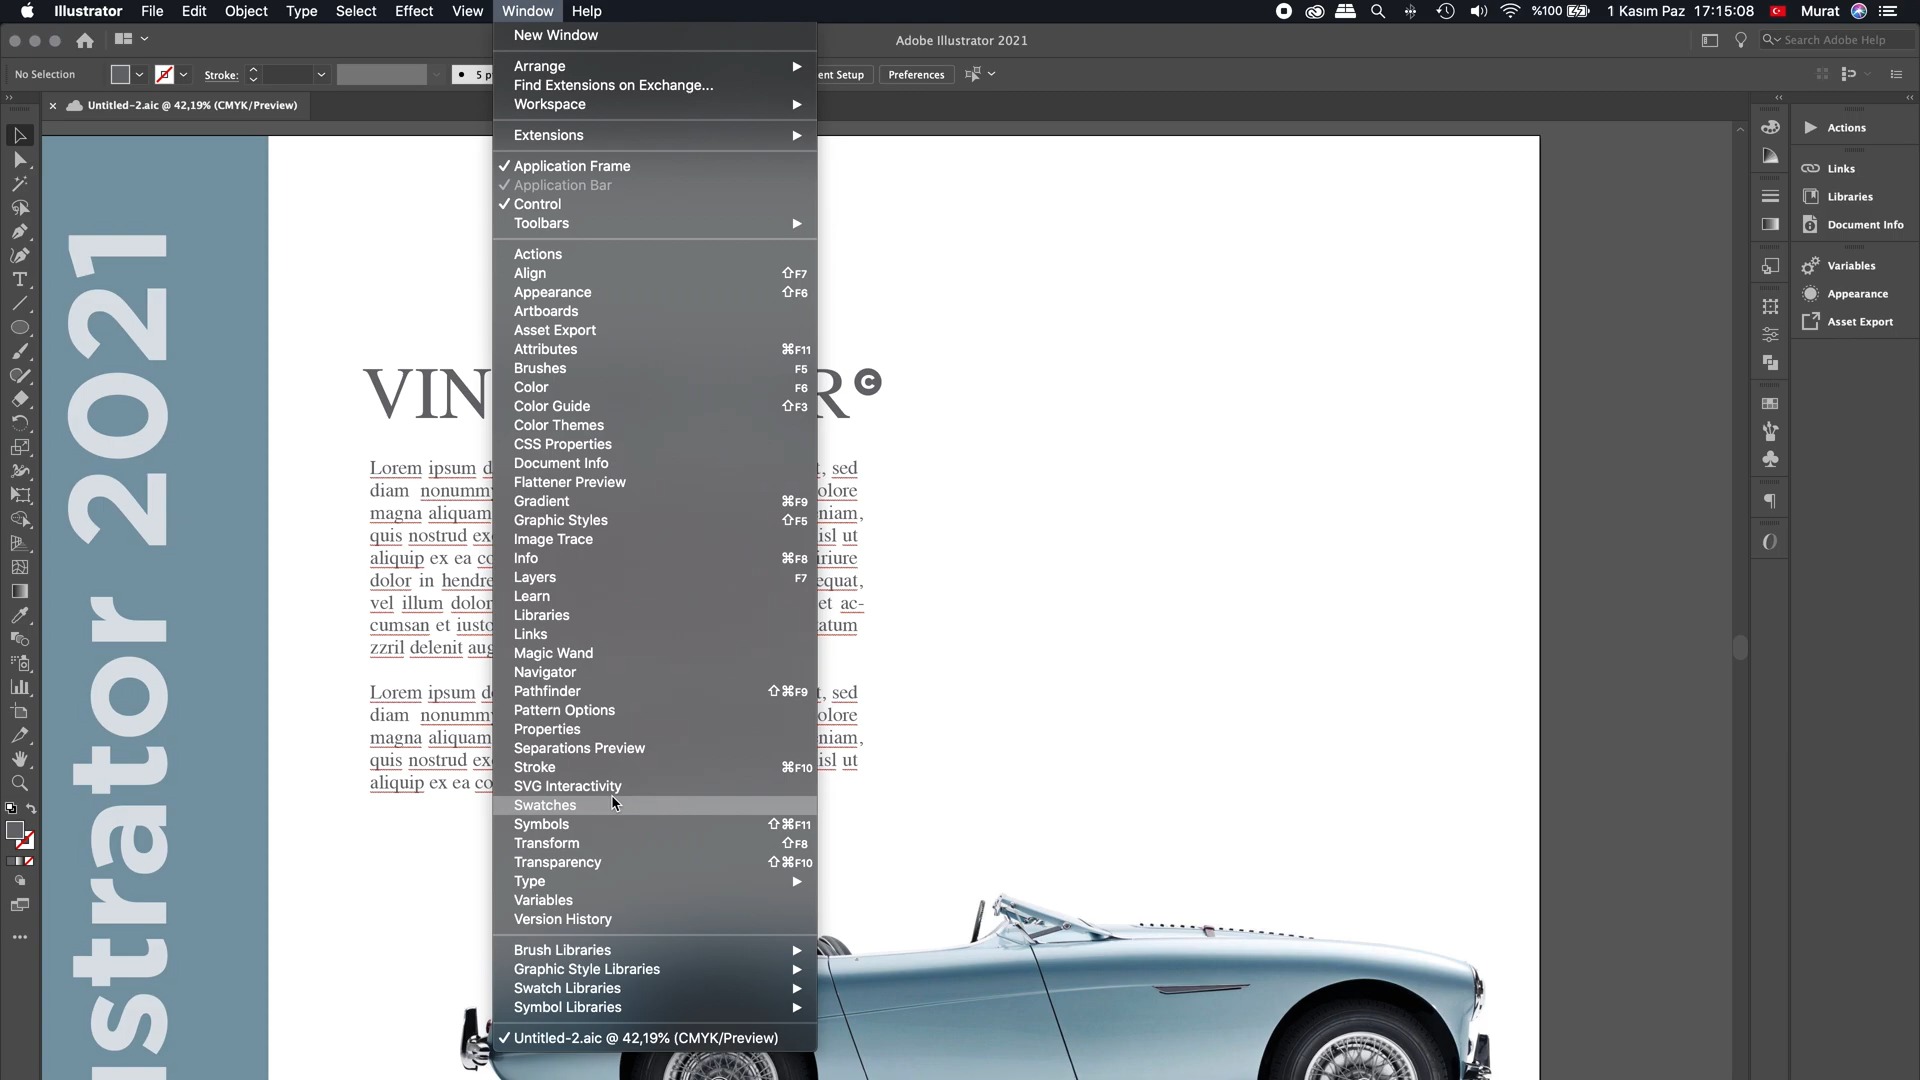 Illustrator File Edit Object Type Select Effect View Window Help
%100 1 Kasım Paz 17:15:08 Murat
Adobe Illustrator 2021
Search Adobe Help
No Selection
Stroke:
5 p
ent Setup
Preferences
× Untitled-2.aic @ 42,19% (CMYK/Preview)
New Window
Arrange
Find Extensions on Exchange...
Workspace
Extensions
✓ Application Frame
✓ Application Bar
✓ Control
Toolbars
Actions
Align ⇧F7
Appearance ⇧F6
Artboards
Asset Export
Attributes ⌘F11
Brushes F5
Color F6
Color Guide ⇧F3
Color Themes
CSS Properties
Document Info
Flattener Preview
Gradient ⌘F9
Graphic Styles ⇧F5
Image Trace
Info ⌘F8
Layers F7
Learn
Libraries
Links
Magic Wand
Navigator
Pathfinder ⇧⌘F9
Pattern Options
Properties
Separations Preview
Stroke ⌘F10
SVG Interactivity
Swatches
Symbols ⇧⌘F11
Transform ⇧F8
Transparency ⇧⌘F10
Type
Variables
Version History
Brush Libraries
Graphic Style Libraries
Swatch Libraries
Symbol Libraries
✓ Untitled-2.aic @ 42,19% (CMYK/Preview)
ustrator 2021
VIN R©
Lorem ipsum d t, sed
diam nonummy olore
magna aliquam niam,
quis nostrud ex isl ut
aliquip ex ea co iriure
dolor in hendre equat,
vel illum dolor et ac-
cumsan et iusto atum
zzril delenit aug
Lorem ipsum d t, sed
diam nonummy olore
magna aliquam niam,
quis nostrud ex isl ut
aliquip ex ea co
Actions
Links
Libraries
Document Info
Variables
Appearance
Asset Export